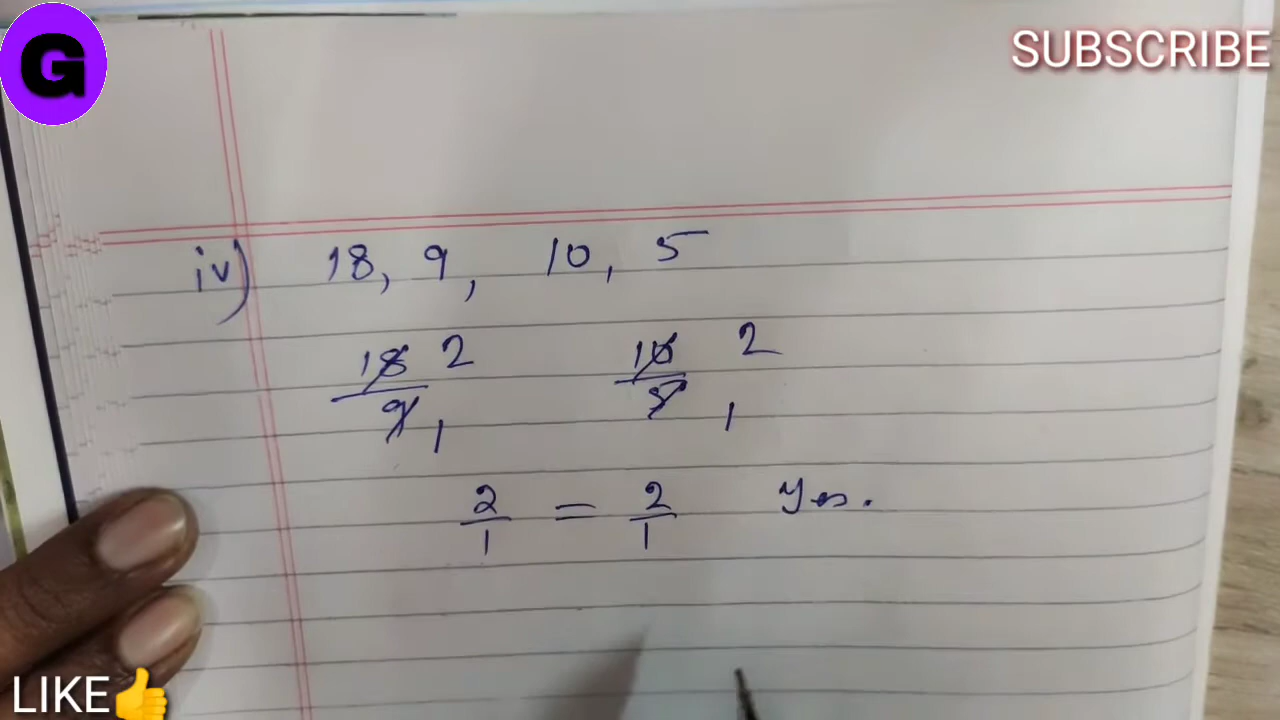 G
SUBSCRIBE
iv) 18, 9, 10, 5
18 2 10 2
9, 1 5, 1
2 = 2 Yes.
1 1
LIKE👍